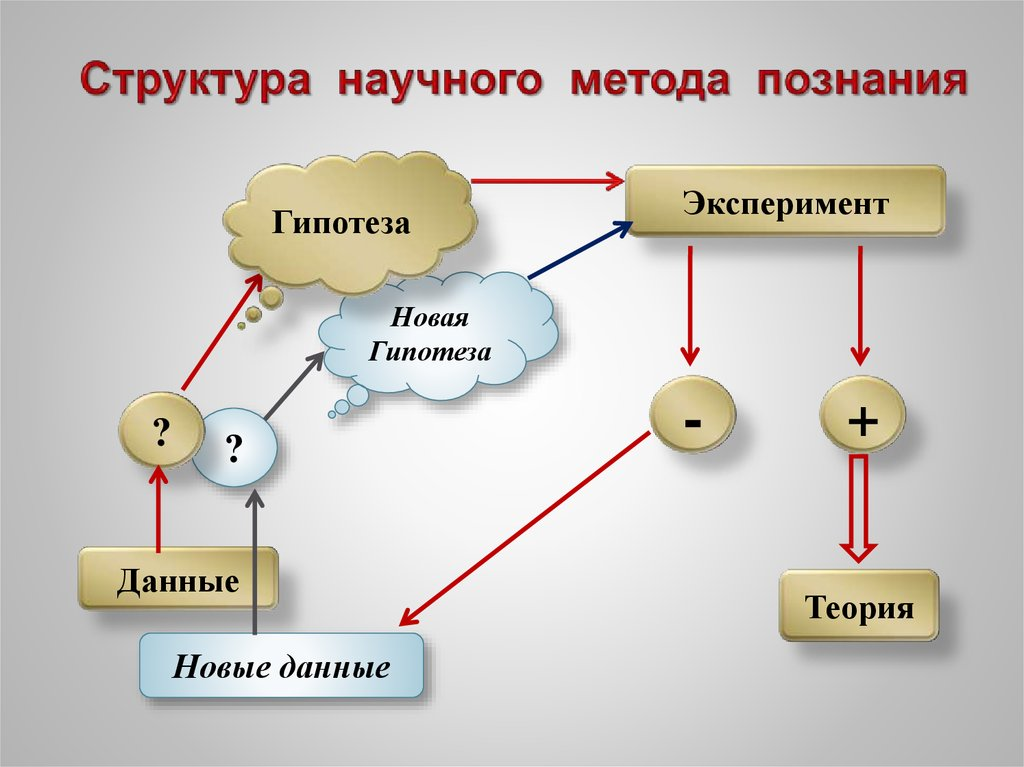 Структура научного метода познания
Гипотеза
Эксперимент
Новая
Гипотеза
?
?
-
+
Данные
Теория
Новые данные